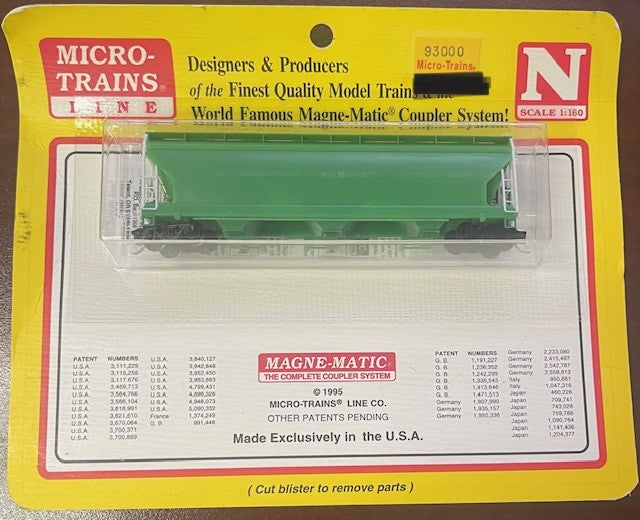 MICRO-
TRAINS®
LINE
Designers & Producers
of the Finest Quality Model Trains & the
World Famous Magne-Matic® Coupler System!
93000
Micro-Trains®
N
SCALE 1:160
PATENT NUMBERS
U.S.A. 3,111,229
U.S.A. 3,115,255
U.S.A. 3,117,676
U.S.A. 3,469,713
U.S.A. 3,564,766
U.S.A. 3,566,104
U.S.A. 3,618,991
U.S.A. 3,621,610
U.S.A. 3,670,064
U.S.A. 3,700,371
U.S.A. 3,700,889
U.S.A. 3,840,127
U.S.A. 3,942,648
U.S.A. 3,952,450
U.S.A. 3,963,563
U.S.A. 4,799,431
U.S.A. 4,898,326
U.S.A. 4,948,073
U.S.A. 5,090,332
France 1,374,249
G. B. 991,448
MAGNE-MATIC®
THE COMPLETE COUPLER SYSTEM
© 1995
MICRO-TRAINS® LINE CO.
OTHER PATENTS PENDING
Made Exclusively in the U.S.A.
PATENT NUMBERS
G. B. 1,191,227
G. B. 1,236,352
G. B. 1,242,299
G. B. 1,306,543
G. B. 1,413,646
G. B. 1,471,513
Germany 1,607,990
Germany 1,935,157
Germany 1,950,336
Germany 2,233,080
Germany 2,415,497
Germany 2,542,787
Germany 2,559,613
Italy 950,561
Italy 1,047,316
Japan 460,228
Japan 709,741
Japan 743,028
Japan 759,786
Japan 1,090,264
Japan 1,141,436
Japan 1,204,377
( Cut blister to remove parts )